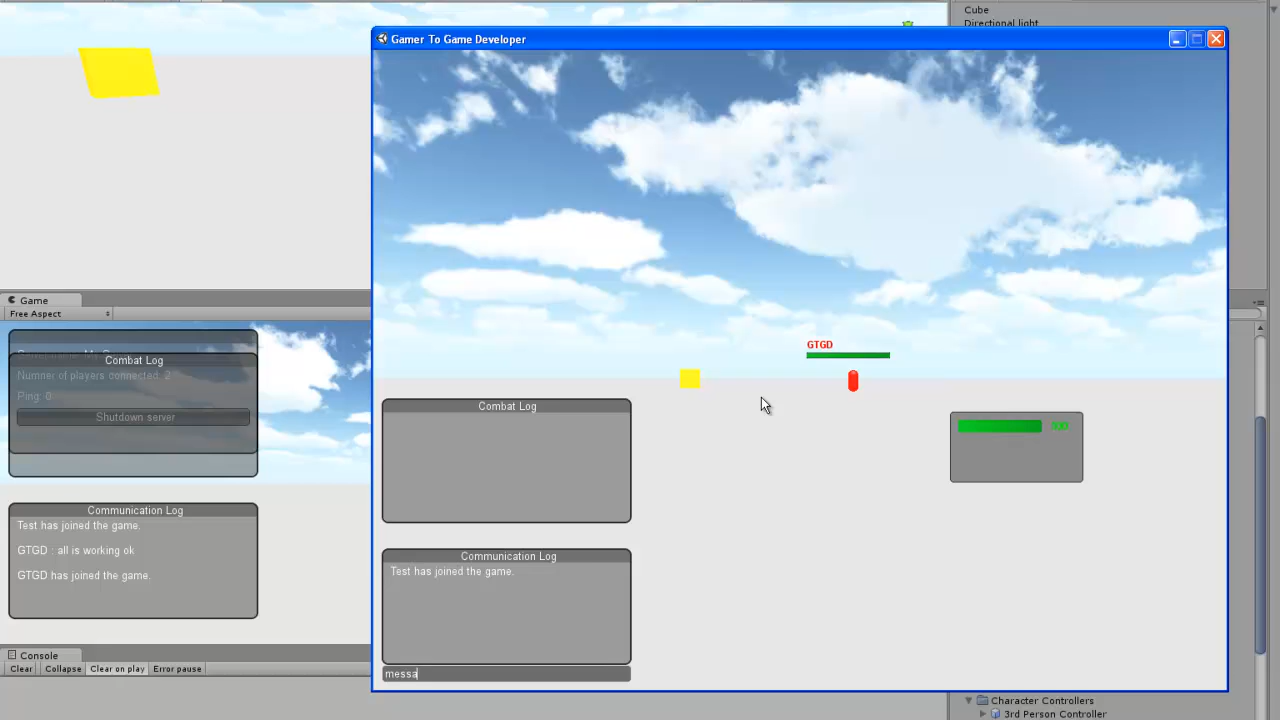 Cube
Directional light
Gamer To Game Developer
Game
Free Aspect
Combat Log
Numner of players connected: 2
Ping: 0
Shutdown server
Communication Log
Test has joined the game.
GTGD : all is working ok
GTGD has joined the game.
Console
Clear
Collapse
Clear on play
Error pause
GTGD
Combat Log
100
Communication Log
Test has joined the game.
messa
Character Controllers
3rd Person Controller